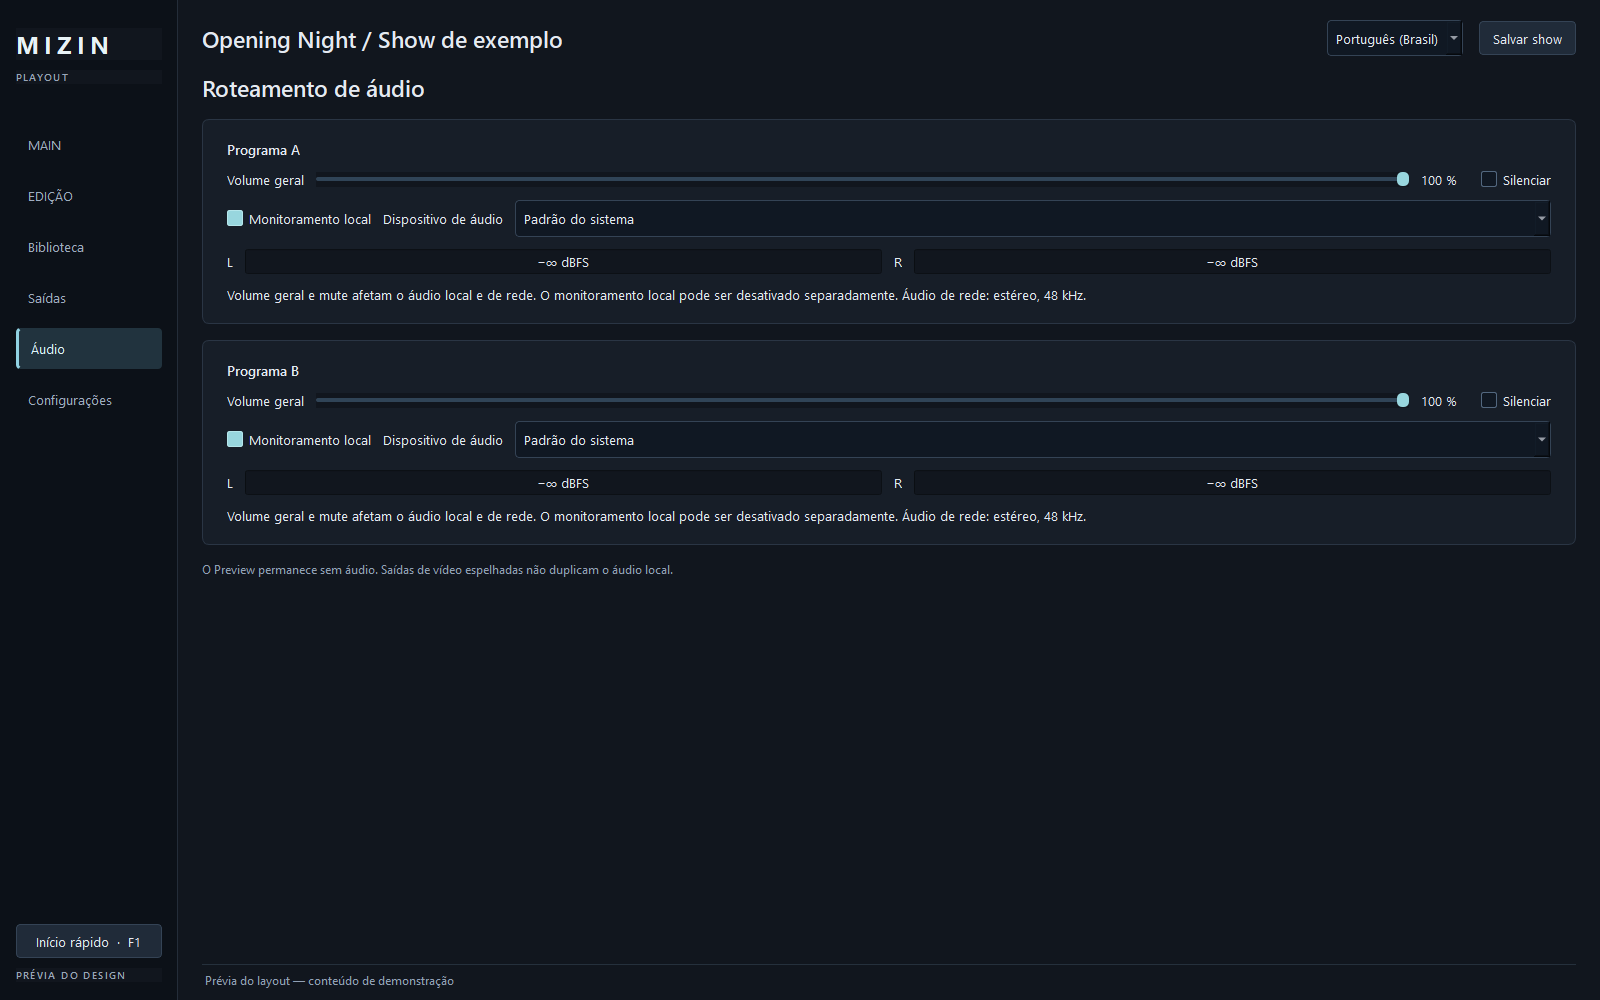 MIZIN
PLAYOUT
MAIN
EDIÇÃO
Biblioteca
Saídas
Áudio
Configurações
Início rápido · F1
PRÉVIA DO DESIGN
Opening Night / Show de exemplo
Português (Brasil)
Salvar show
Roteamento de áudio
Programa A
Volume geral 100 % Silenciar
Monitoramento local Dispositivo de áudio Padrão do sistema
L −∞ dBFS R −∞ dBFS
Volume geral e mute afetam o áudio local e de rede. O monitoramento local pode ser desativado separadamente. Áudio de rede: estéreo, 48 kHz.
Programa B
Volume geral 100 % Silenciar
Monitoramento local Dispositivo de áudio Padrão do sistema
L −∞ dBFS R −∞ dBFS
Volume geral e mute afetam o áudio local e de rede. O monitoramento local pode ser desativado separadamente. Áudio de rede: estéreo, 48 kHz.
O Preview permanece sem áudio. Saídas de vídeo espelhadas não duplicam o áudio local.
Prévia do layout — conteúdo de demonstração